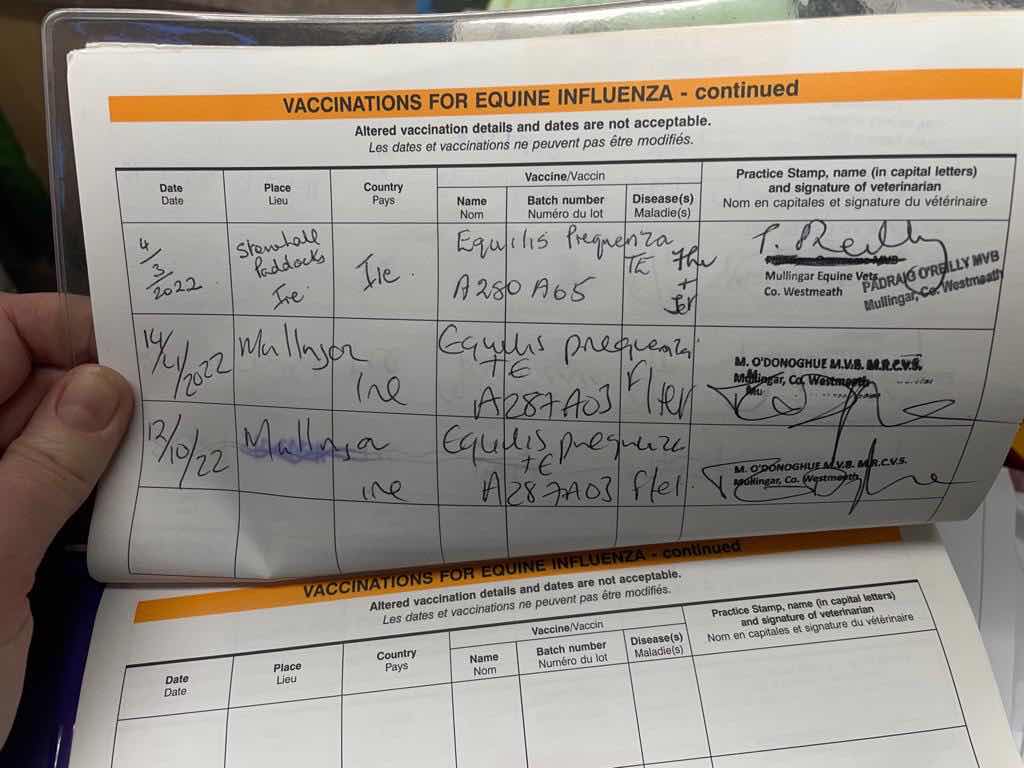 VACCINATIONS FOR EQUINE INFLUENZA - continued
Altered vaccination details and dates are not acceptable.
Les dates et vaccinations ne peuvent pas être modifiés.
Date
Date
Place
Lieu
Country
Pays
Vaccine/Vaccin
Name
Nom
Batch number
Numéro du lot
Disease(s)
Maladie(s)
Practice Stamp, name (in capital letters)
and signature of veterinarian
Nom en capitales et signature du vétérinaire
4/3/2022
Paddocks
Ire
Ire
Equilis Prequenza
TE
A280 A05
Flu
+
Tet
P. Reilly
Mullingar Equine Vets
Co. Westmeath
PADRAIG O'REILLY MVB
Mullingar, Co. Westmeath
14/4/2022
Mullingar
Ire
Equilis prequenza
TE
A287A03
F/Tet
M. O'DONOGHUE M.V.B. M.R.C.V.S.
Mullingar, Co. Westmeath
12/10/22
Mullingar
Ire
Equilis prequenza
TE
A287A03
F/Tet
M. O'DONOGHUE M.V.B. M.R.C.V.S.
Mullingar, Co. Westmeath
VACCINATIONS FOR EQUINE INFLUENZA - continued
Altered vaccination details and dates are not acceptable.
Les dates et vaccinations ne peuvent pas être modifiés.
Date
Date
Place
Lieu
Country
Pays
Vaccine/Vaccin
Name
Nom
Batch number
Numéro du lot
Disease(s)
Maladie(s)
Practice Stamp, name (in capital letters)
and signature of veterinarian
Nom en capitales et signature du vétérinaire